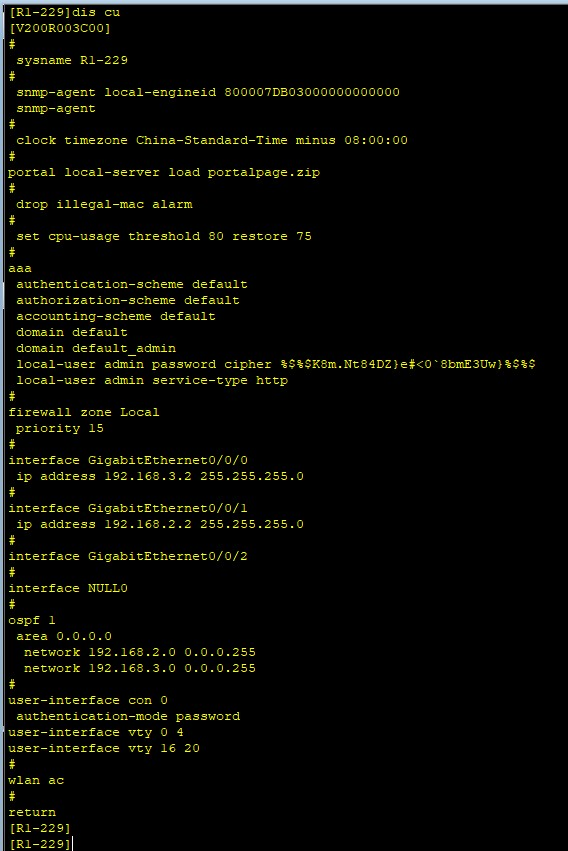 [R1-229]dis cu
[V200R003C00]
#
 sysname R1-229
#
 snmp-agent local-engineid 800007DB03000000000000
 snmp-agent
#
 clock timezone China-Standard-Time minus 08:00:00
#
portal local-server load portalpage.zip
#
 drop illegal-mac alarm
#
 set cpu-usage threshold 80 restore 75
#
aaa
 authentication-scheme default
 authorization-scheme default
 accounting-scheme default
 domain default
 domain default_admin
 local-user admin password cipher %$%$K8m.Nt84DZ}e#<0`8bmE3Uw}%$%$
 local-user admin service-type http
#
firewall zone Local
 priority 15
#
interface GigabitEthernet0/0/0
 ip address 192.168.3.2 255.255.255.0
#
interface GigabitEthernet0/0/1
 ip address 192.168.2.2 255.255.255.0
#
interface GigabitEthernet0/0/2
#
interface NULL0
#
ospf 1
 area 0.0.0.0
  network 192.168.2.0 0.0.0.255
  network 192.168.3.0 0.0.0.255
#
user-interface con 0
 authentication-mode password
user-interface vty 0 4
user-interface vty 16 20
#
wlan ac
#
return
[R1-229]
[R1-229]